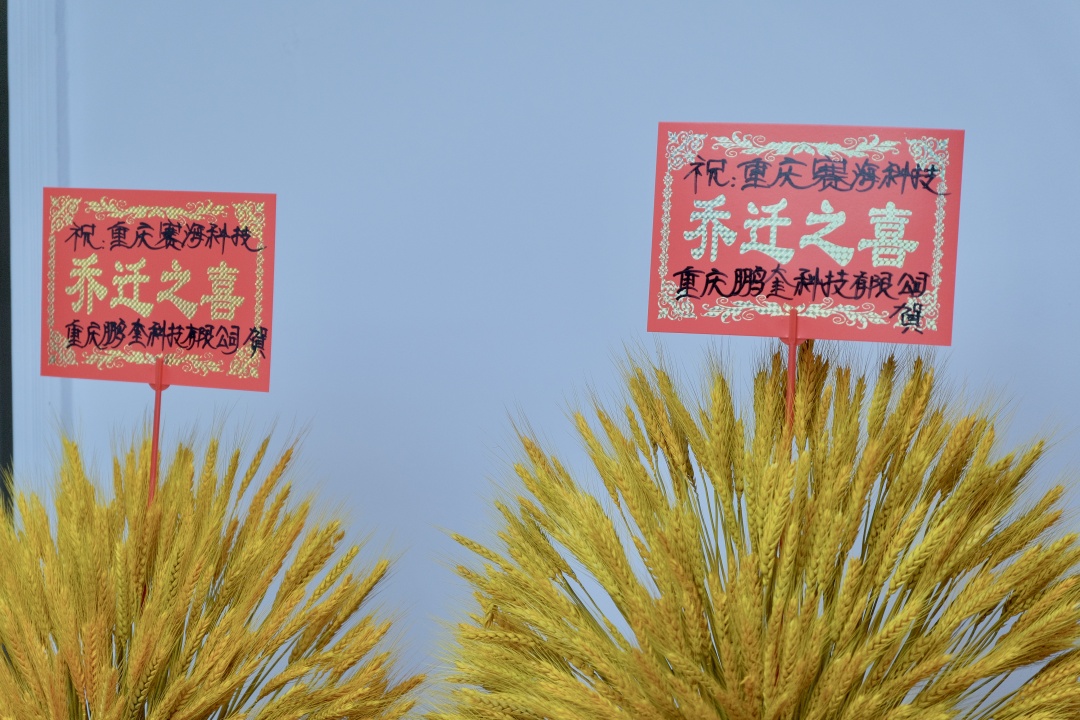 祝:重庆赛海科技
乔迁之喜
重庆鹏奎科技有限公司 賀
祝:重庆赛海科技
乔迁之喜
重庆鹏奎科技有限公司
賀